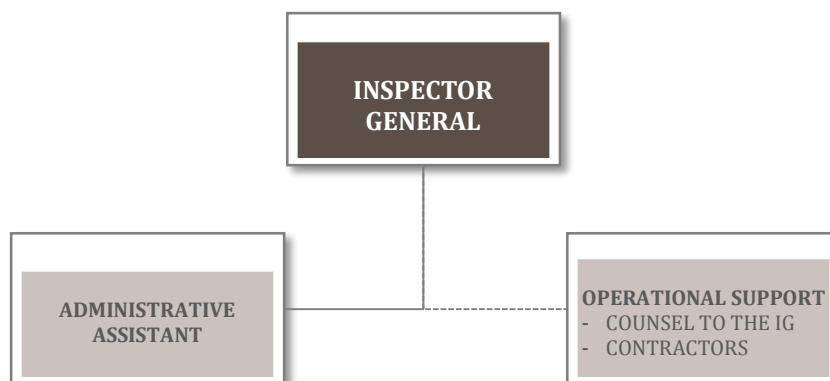 INSPECTOR
GENERAL
ADMINISTRATIVE
ASSISTANT
OPERATIONAL SUPPORT
- COUNSEL TO THE IG
- CONTRACTORS